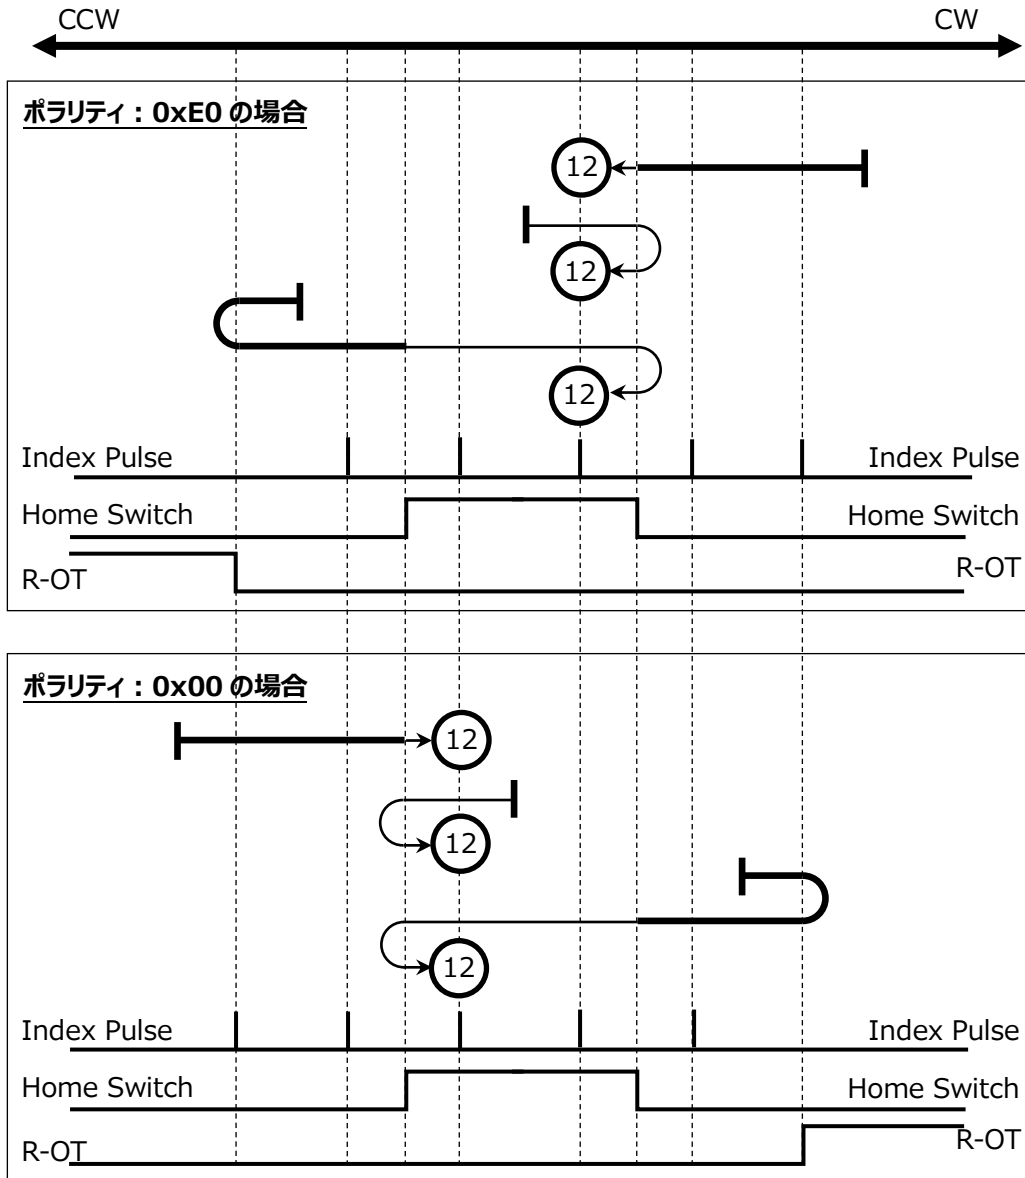 CCW CW
ポラリティ：0xE0 の場合
12
12
12
Index Pulse Index Pulse
Home Switch Home Switch
R-OT R-OT
ポラリティ：0x00 の場合
12
12
12
Index Pulse Index Pulse
Home Switch Home Switch
R-OT R-OT